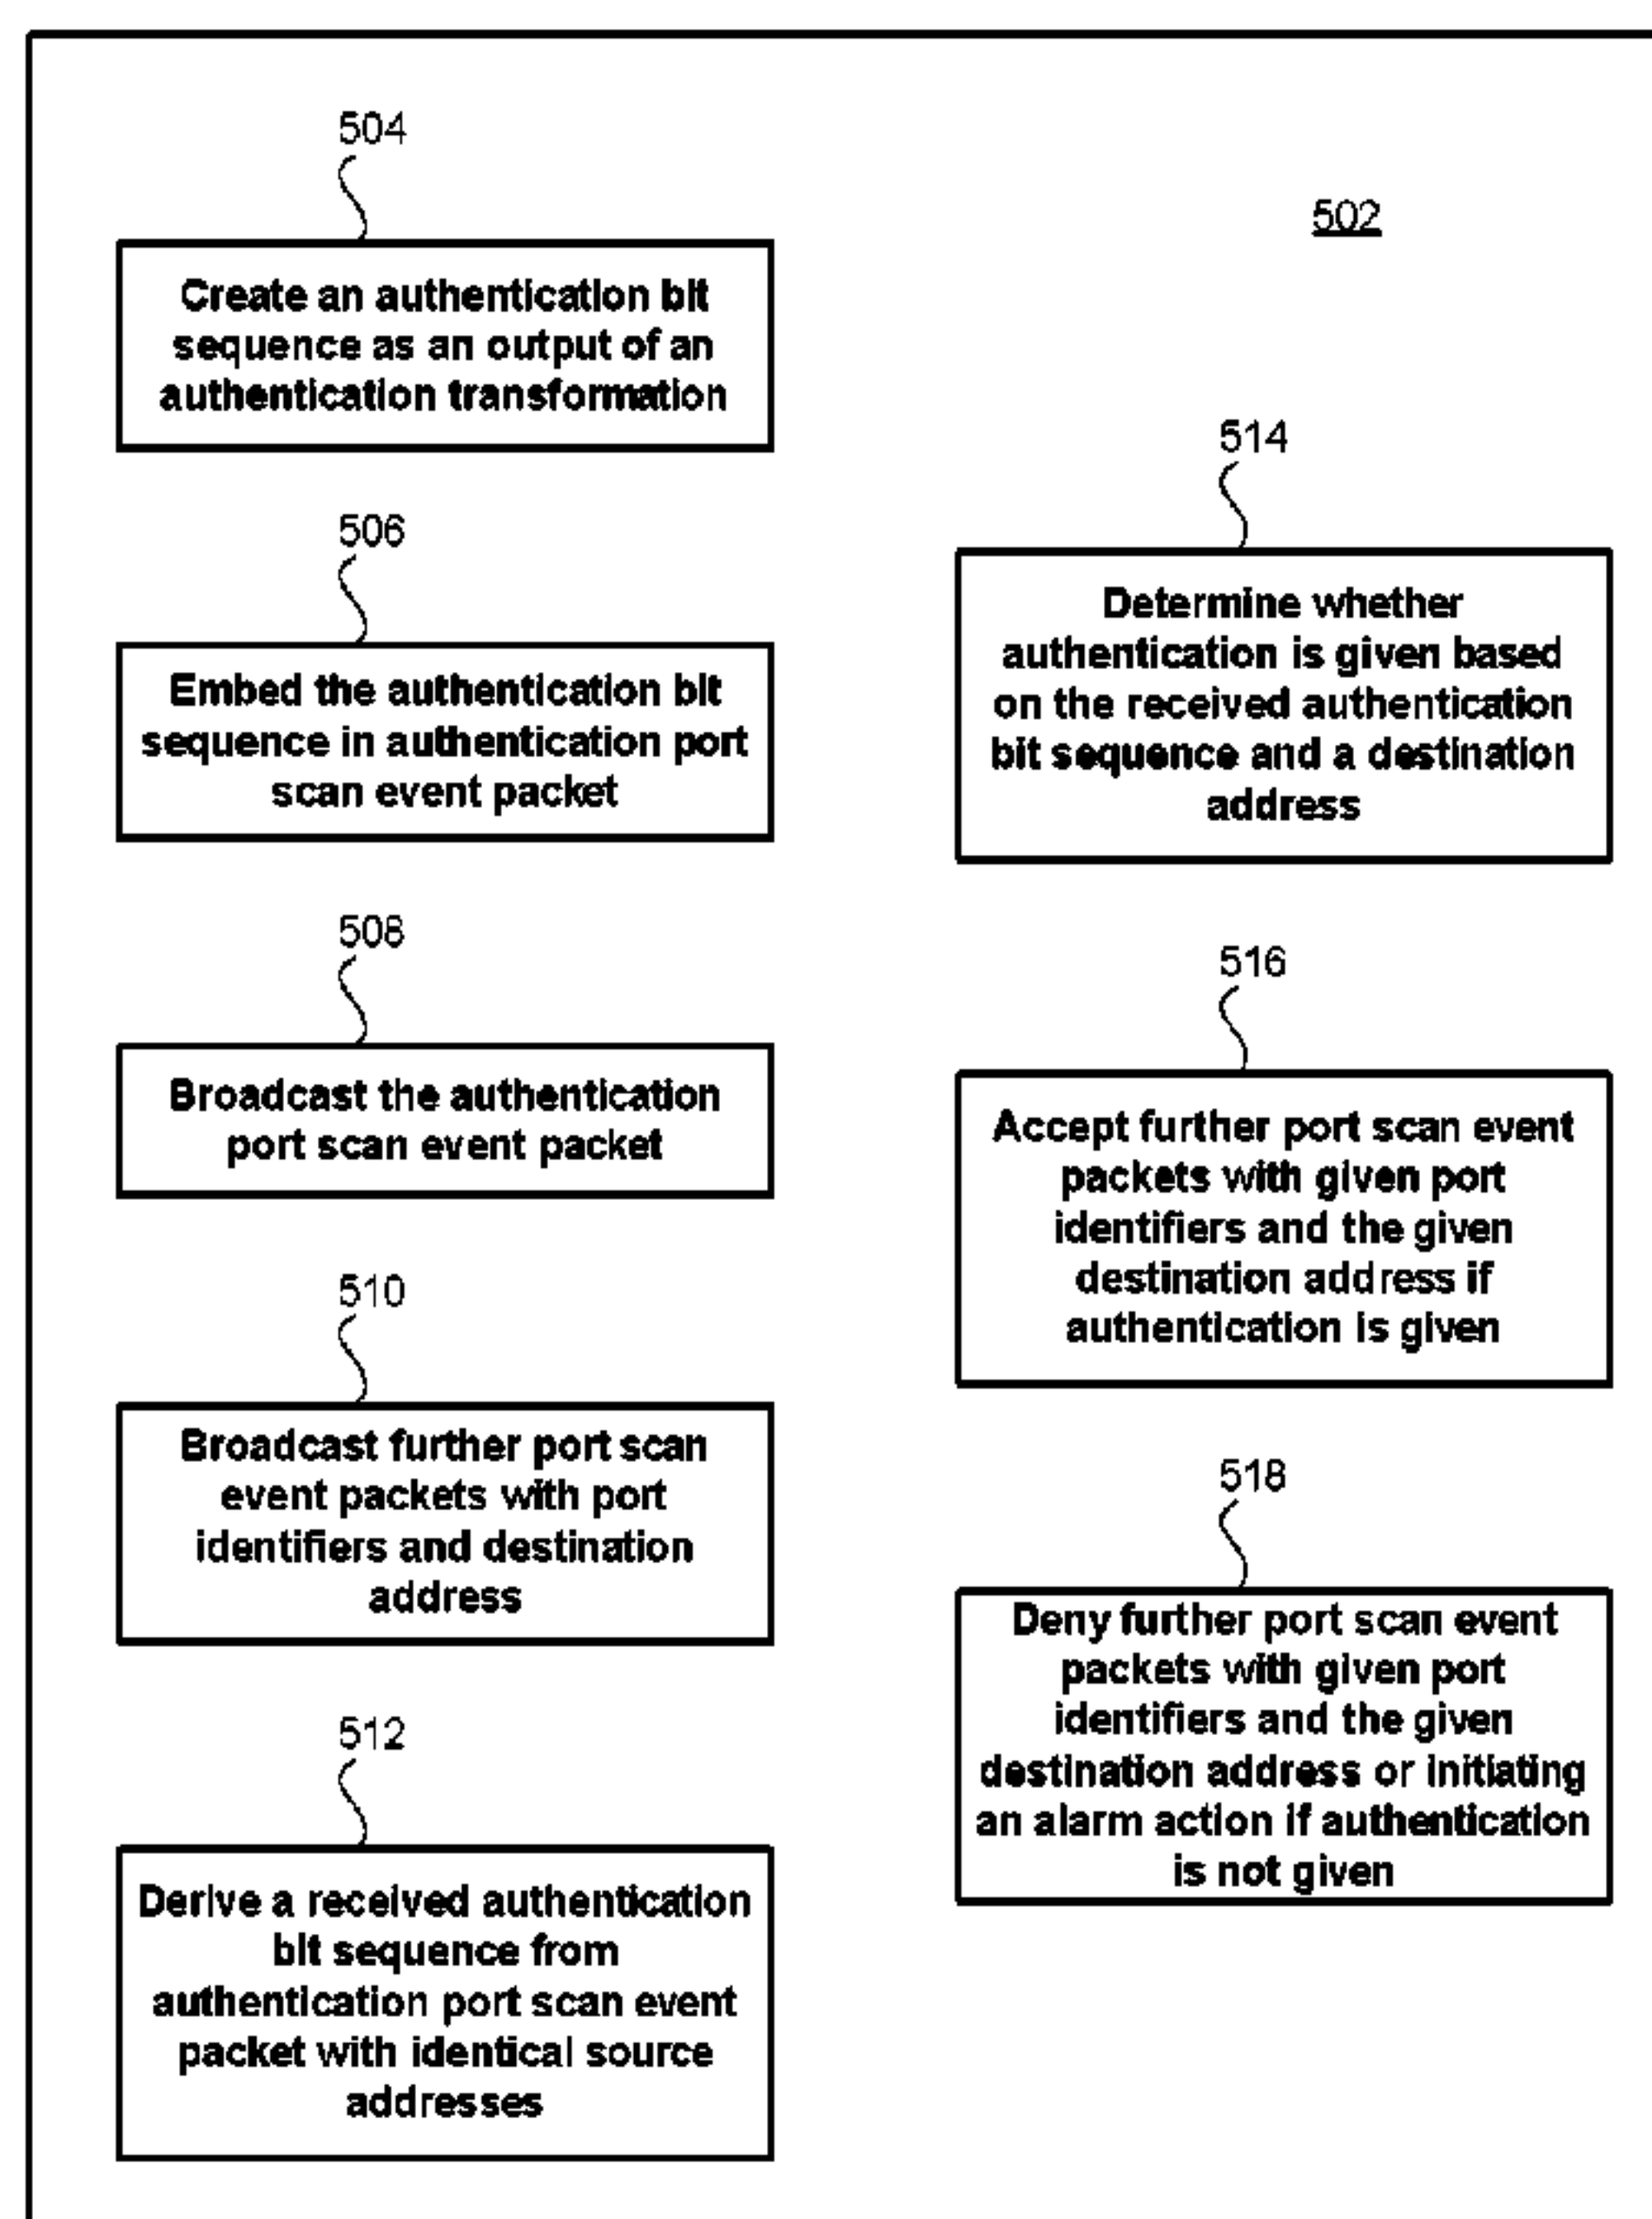 504
Create an authentication bit
sequence as an output of an
authentication transformation
506
Embed the authentication bit
sequence in authentication port
scan event packet
508
Broadcast the authentication
port scan event packet
510
Broadcast further port scan
event packets with port
identifiers and destination
address
512
Derive a received authentication
bit sequence from
authentication port scan event
packet with identical source
addresses
502
514
Determine whether
authentication is given based
on the received authentication
bit sequence and a destination
address
516
Accept further port scan event
packets with given port
identifiers and the given
destination address if
authentication is given
518
Deny further port scan event
packets with given port
identifiers and the given
destination address or initiating
an alarm action if authentication
is not given